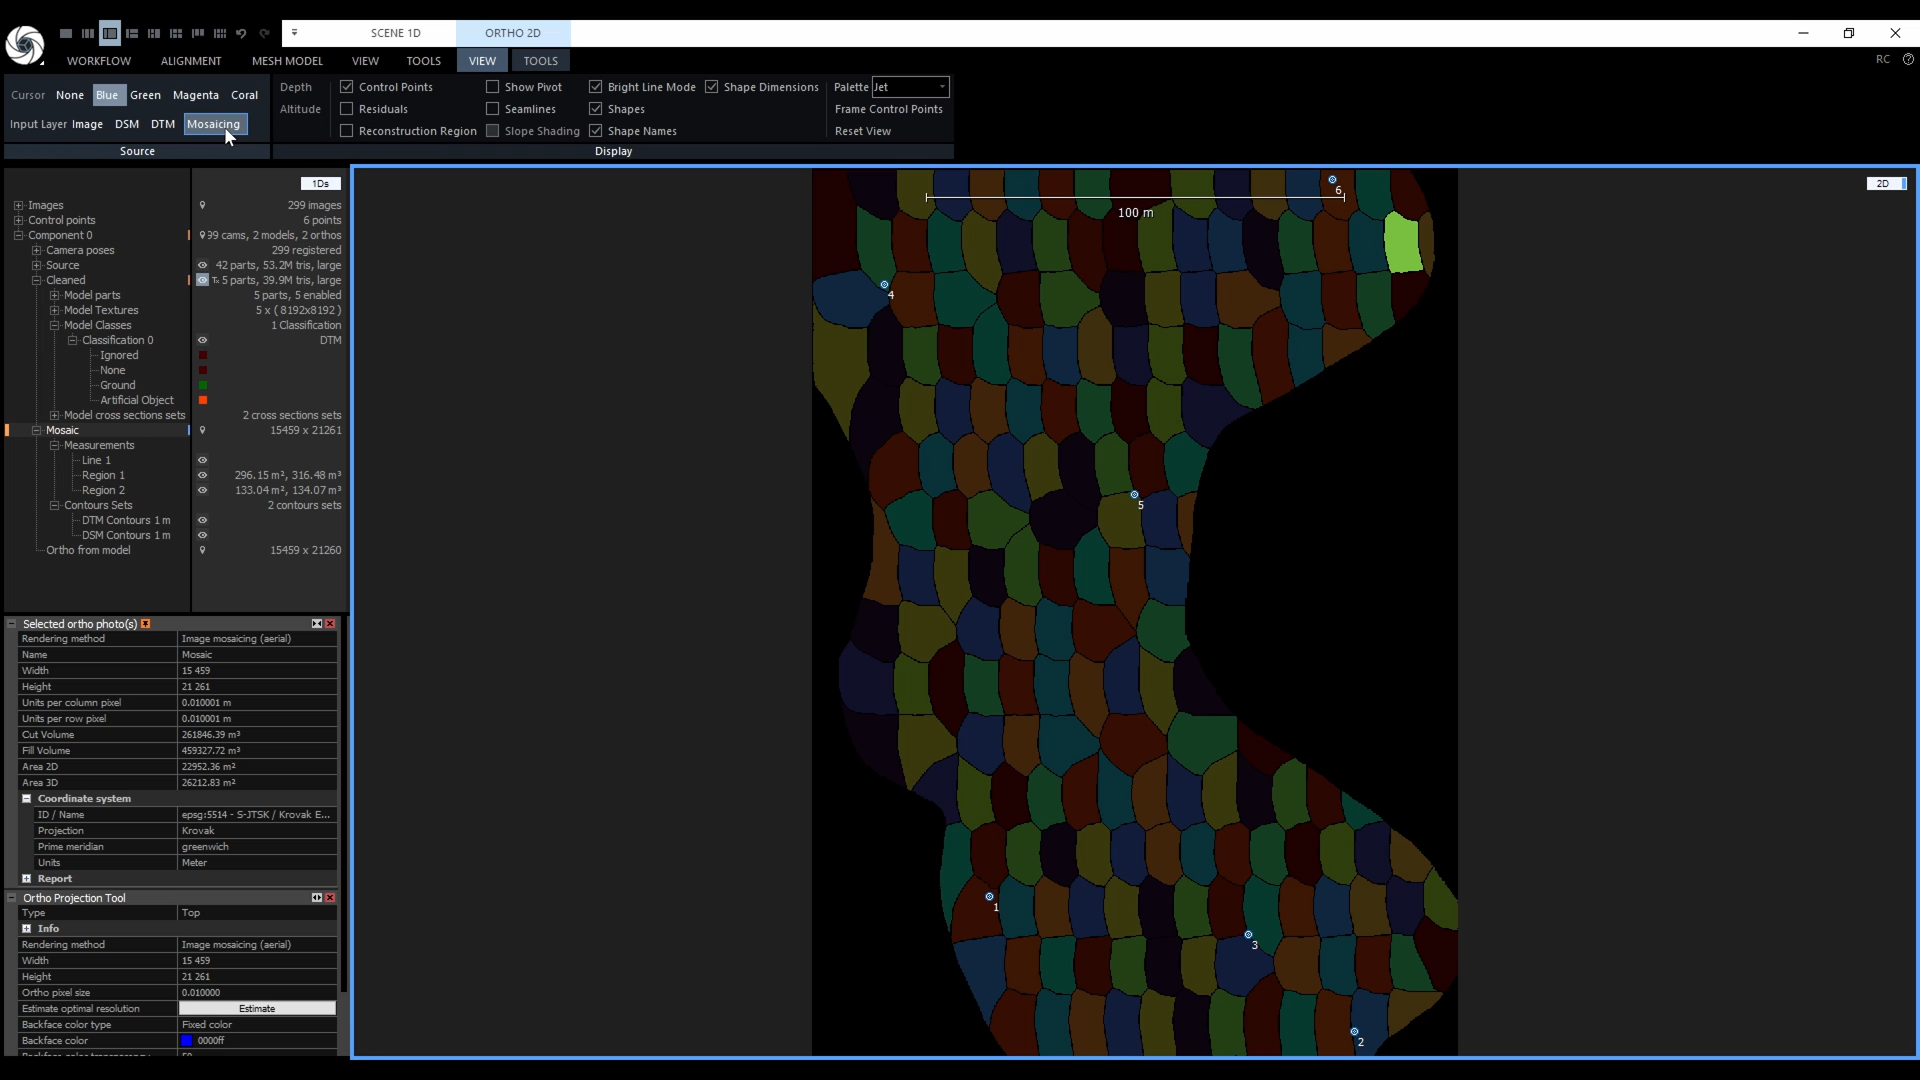 SCENE 1D
ORTHO 2D
WORKFLOW ALIGNMENT MESH MODEL VIEW TOOLS VIEW TOOLS
RC
Cursor None Blue Green Magenta Coral
Input Layer Image DSM DTM Mosaicing
Source
Depth
Altitude
Control Points
Residuals
Reconstruction Region
Show Pivot
Seamlines
Slope Shading
Bright Line Mode
Shapes
Shape Names
Shape Dimensions
Palette Jet
Frame Control Points
Reset View
Display
1Ds
Images 299 images
Control points 6 points
Component 0 99 cams, 2 models, 2 orthos
Camera poses 299 registered
Source 42 parts, 53.2M tris, large
Cleaned Tx 5 parts, 39.9M tris, large
Model parts 5 parts, 5 enabled
Model Textures 5 x ( 8192x8192 )
Model Classes 1 Classification
Classification 0 DTM
Ignored
None
Ground
Artificial Object
Model cross sections sets 2 cross sections sets
Mosaic 15459 x 21261
Measurements
Line 1
Region 1 296.15 m², 316.48 m³
Region 2 133.04 m², 134.07 m³
Contours Sets 2 contours sets
DTM Contours 1 m
DSM Contours 1 m
Ortho from model 15459 x 21260
Selected ortho photo(s)
Rendering method Image mosaicing (aerial)
Name Mosaic
Width 15 459
Height 21 261
Units per column pixel 0.010001 m
Units per row pixel 0.010001 m
Cut Volume 261846.39 m³
Fill Volume 459327.72 m³
Area 2D 22952.36 m²
Area 3D 26212.83 m²
Coordinate system
ID / Name epsg:5514 - S-JTSK / Krovak E...
Projection Krovak
Prime meridian greenwich
Units Meter
Report
Ortho Projection Tool
Type Top
Info
Rendering method Image mosaicing (aerial)
Width 15 459
Height 21 261
Ortho pixel size 0.010000
Estimate optimal resolution Estimate
Backface color type Fixed color
Backface color 0000ff
2D
100 m
6
4
5
1
3
2